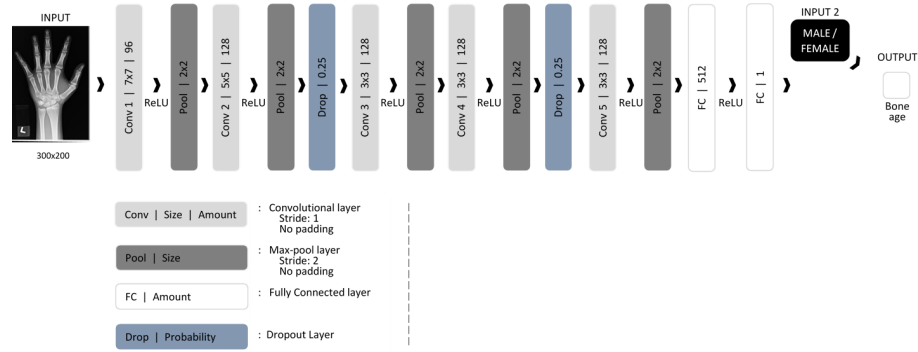 INPUT
L
300x200
Conv 1 | 7x7 | 96
ReLU
Pool | 2x2
Conv 2 | 5x5 | 128
ReLU
Pool | 2x2
Drop | 0.25
Conv 3 | 3x3 | 128
ReLU
Pool | 2x2
Conv 4 | 3x3 | 128
ReLU
Pool | 2x2
Drop | 0.25
Conv 5 | 3x3 | 128
ReLU
Pool | 2x2
FC | 512
ReLU
FC | 1
INPUT 2
MALE /
FEMALE
OUTPUT
Bone
age
Conv | Size | Amount
: Convolutional layer
Stride: 1
No padding
Pool | Size
: Max-pool layer
Stride: 2
No padding
FC | Amount
: Fully Connected layer
Drop | Probability
: Dropout Layer